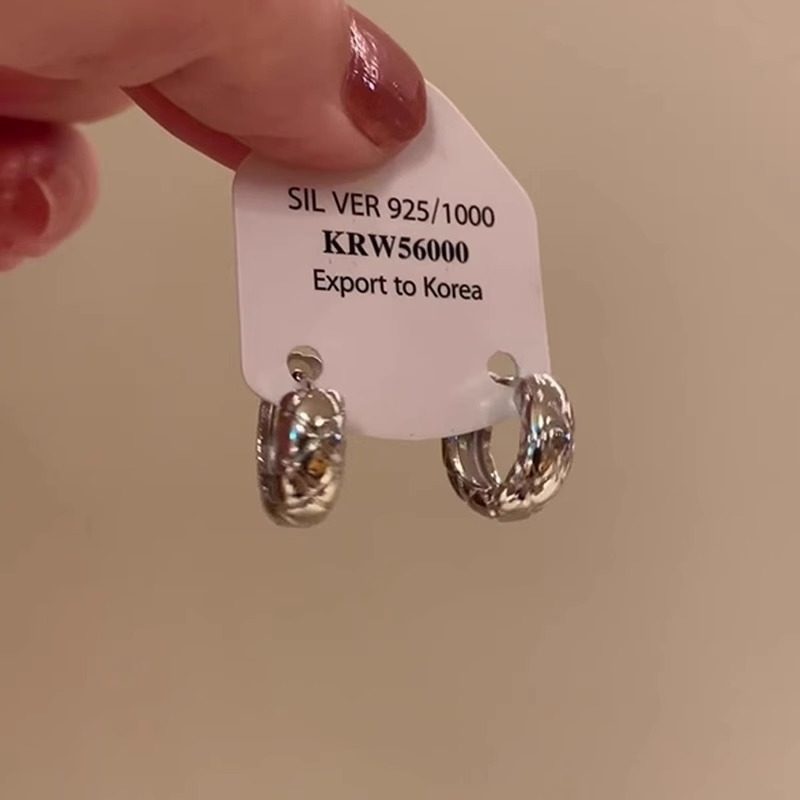 SIL VER 925/1000
KRW56000
Export to Korea